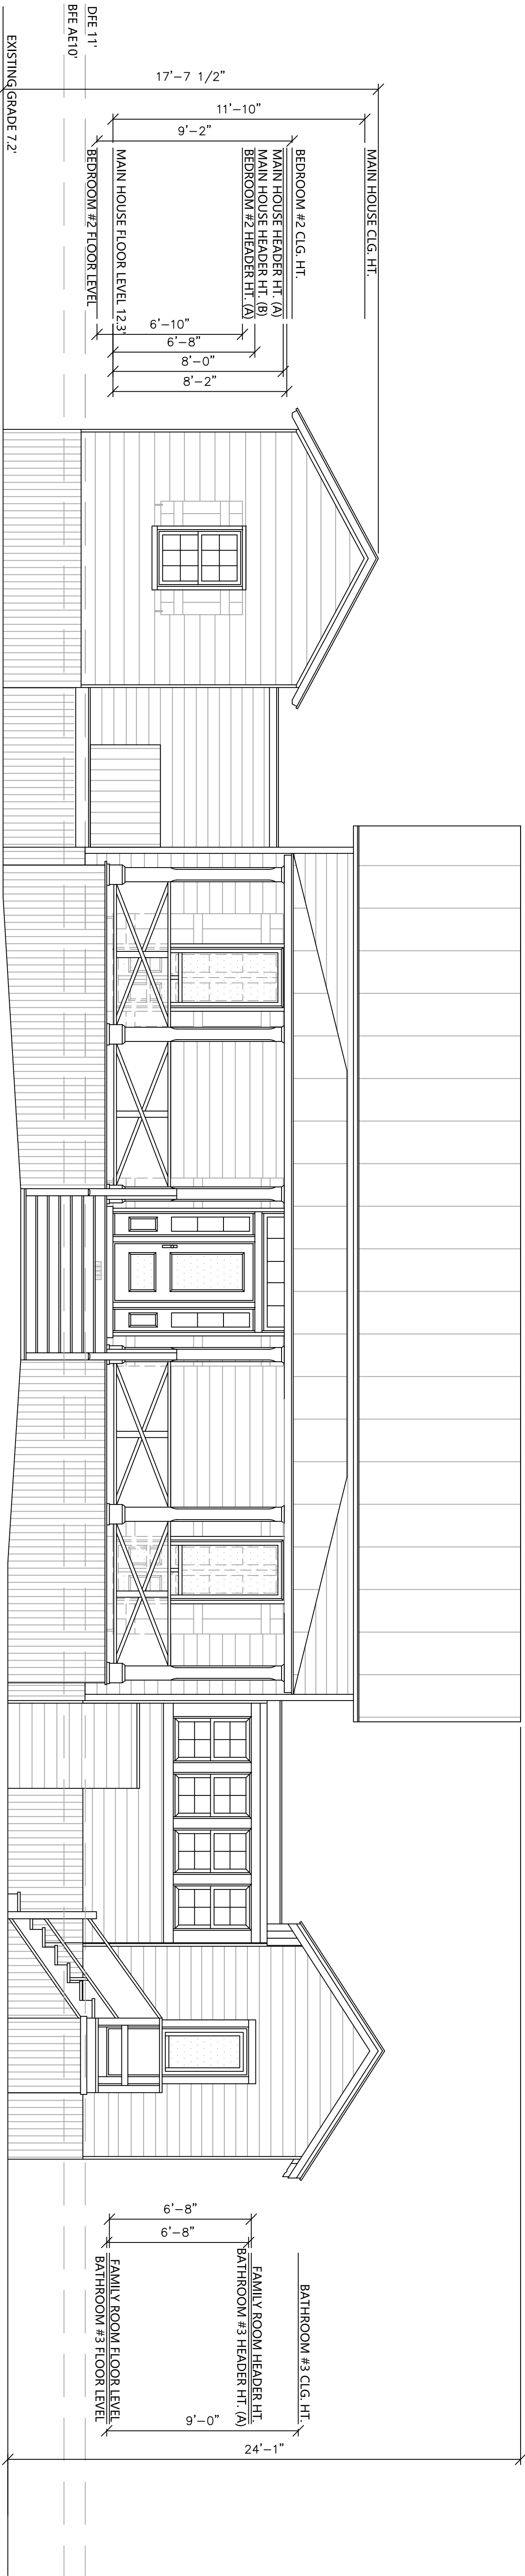 DFE 11'
BFE AE10'
EXISTING GRADE 7.2'
17'-7 1/2"
11'-10"
9'-2"
MAIN HOUSE CLG. HT.
BEDROOM #2 CLG. HT.
MAIN HOUSE HEADER HT. (A)
MAIN HOUSE HEADER HT. (B)
BEDROOM #2 HEADER HT. (A)
MAIN HOUSE FLOOR LEVEL 12.3'
BEDROOM #2 FLOOR LEVEL
6'-10"
6'-8"
8'-0"
8'-2"
6'-8"
6'-8"
BATHROOM #3 CLG. HT.
FAMILY ROOM HEADER HT.
BATHROOM #3 HEADER HT. (A)
FAMILY ROOM FLOOR LEVEL
BATHROOM #3 FLOOR LEVEL
9'-0"
24'-1"